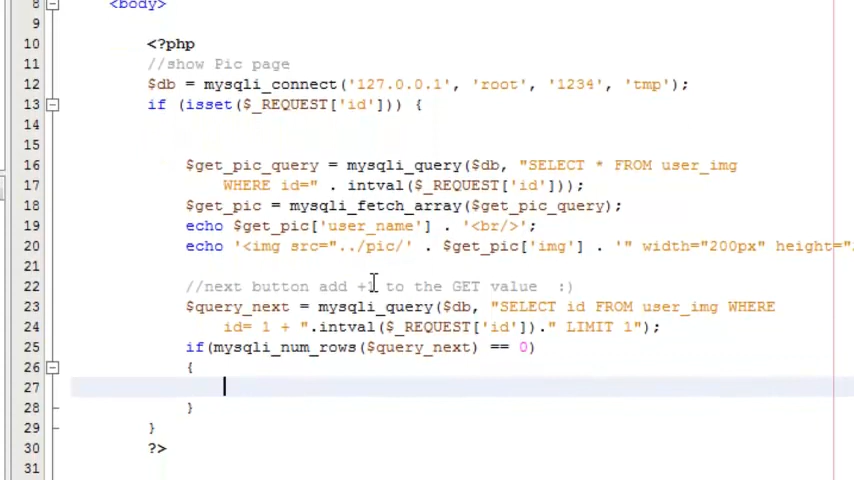 8 <body>
9
10 <?php
11 //show Pic page
12 $db = mysqli_connect('127.0.0.1', 'root', '1234', 'tmp');
13 if (isset($_REQUEST['id'])) {
14
15
16 $get_pic_query = mysqli_query($db, "SELECT * FROM user_img
17 WHERE id=" . intval($_REQUEST['id']));
18 $get_pic = mysqli_fetch_array($get_pic_query);
19 echo $get_pic['user_name'] . '<br/>';
20 echo '<img src="../pic/' . $get_pic['img'] . '" width="200px" height=
21
22 //next button add +1 to the GET value :)
23 $query_next = mysqli_query($db, "SELECT id FROM user_img WHERE
24 id= 1 + ".intval($_REQUEST['id'])." LIMIT 1");
25 if(mysqli_num_rows($query_next) == 0)
26 {
27
28 }
29 }
30 ?>
31